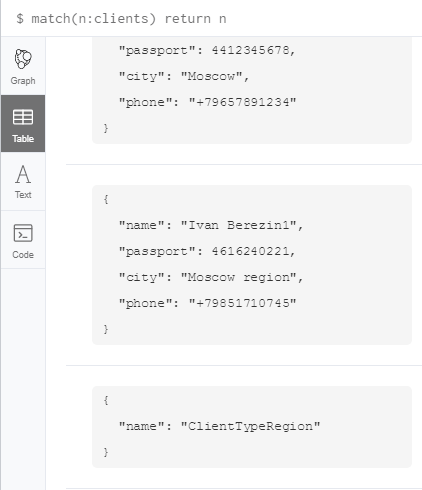 $ match(n:clients) return n
"passport": 4412345678,
"city": "Moscow",
"phone": "+79657891234"
}
Graph
Table
Text
Code
{
"name": "Ivan Berezin1",
"passport": 4616240221,
"city": "Moscow region",
"phone": "+79851710745"
}
{
"name": "ClientTypeRegion"
}